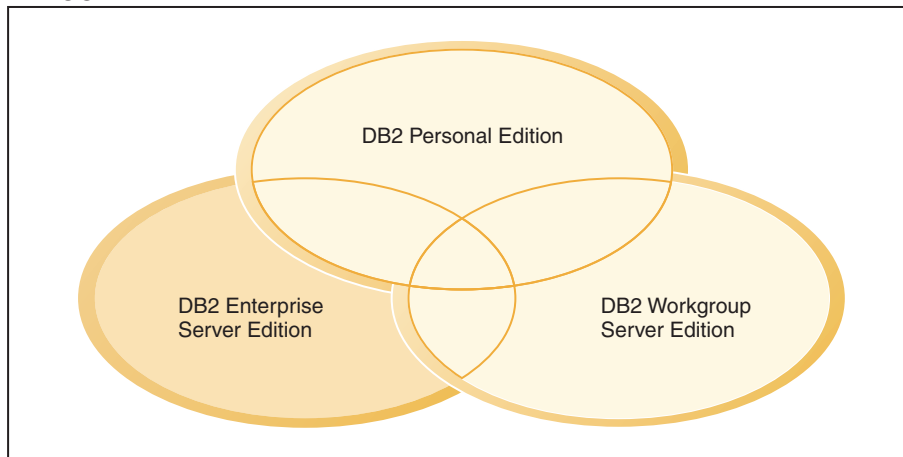 DB2 Personal Edition
DB2 Enterprise
Server Edition
DB2 Workgroup
Server Edition